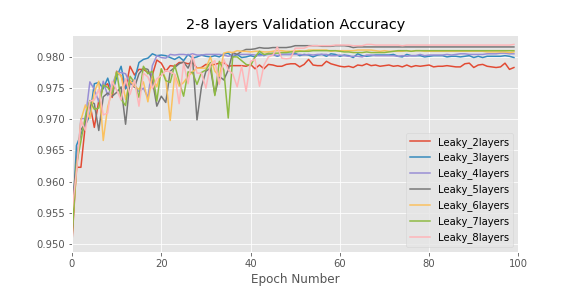 2-8 layers Validation Accuracy
0.980
0.975
0.970
0.965
0.960
0.955
0.950
Leaky_2layers
Leaky_3layers
Leaky_4layers
Leaky_5layers
Leaky_6layers
Leaky_7layers
Leaky_8layers
0 20 40 60 80 100
Epoch Number